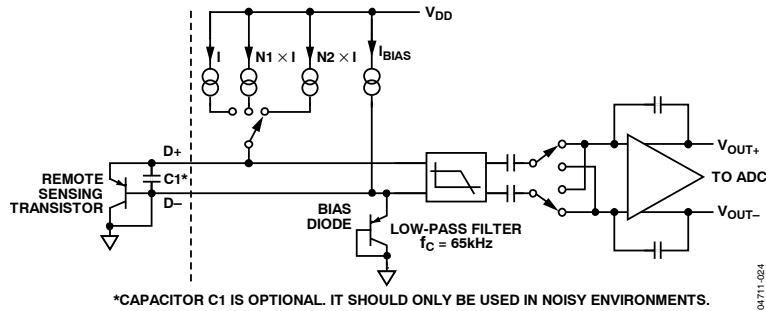 VDD
I
N1 × I
N2 × I
IBIAS
D+
C1*
D–
REMOTE
SENSING
TRANSISTOR
BIAS
DIODE
LOW-PASS FILTER
fC = 65kHz
VOUT+
TO ADC
VOUT–
*CAPACITOR C1 IS OPTIONAL. IT SHOULD ONLY BE USED IN NOISY ENVIRONMENTS.
04711-024